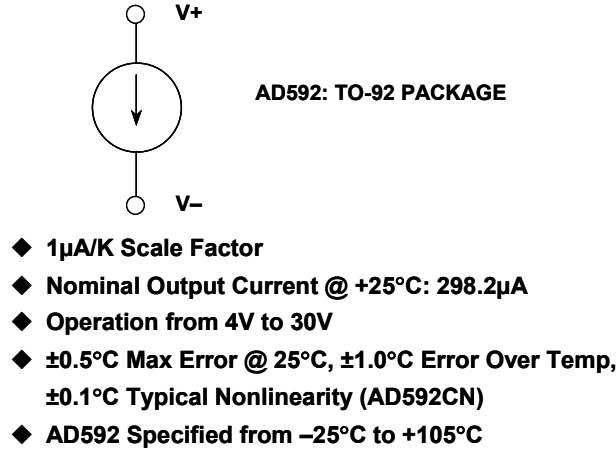 V+
AD592: TO-92 PACKAGE
V–
◆ 1µA/K Scale Factor
◆ Nominal Output Current @ +25°C: 298.2µA
◆ Operation from 4V to 30V
◆ ±0.5°C Max Error @ 25°C, ±1.0°C Error Over Temp,
±0.1°C Typical Nonlinearity (AD592CN)
◆ AD592 Specified from –25°C to +105°C